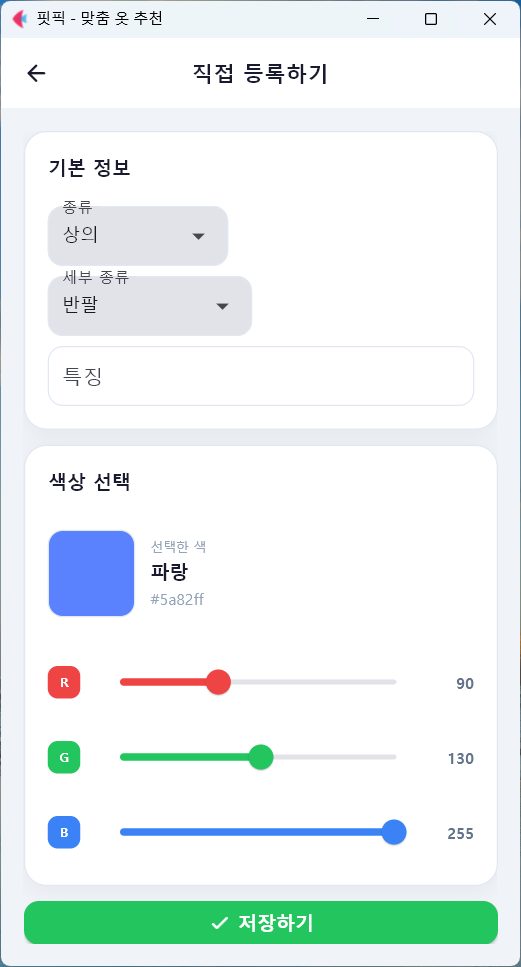 핏픽 - 맞춤 옷 추천
직접 등록하기
기본 정보
종류
상의
세부 종류
반팔
특징
색상 선택
선택한 색
파랑
#5a82ff
R 90
G 130
B 255
저장하기